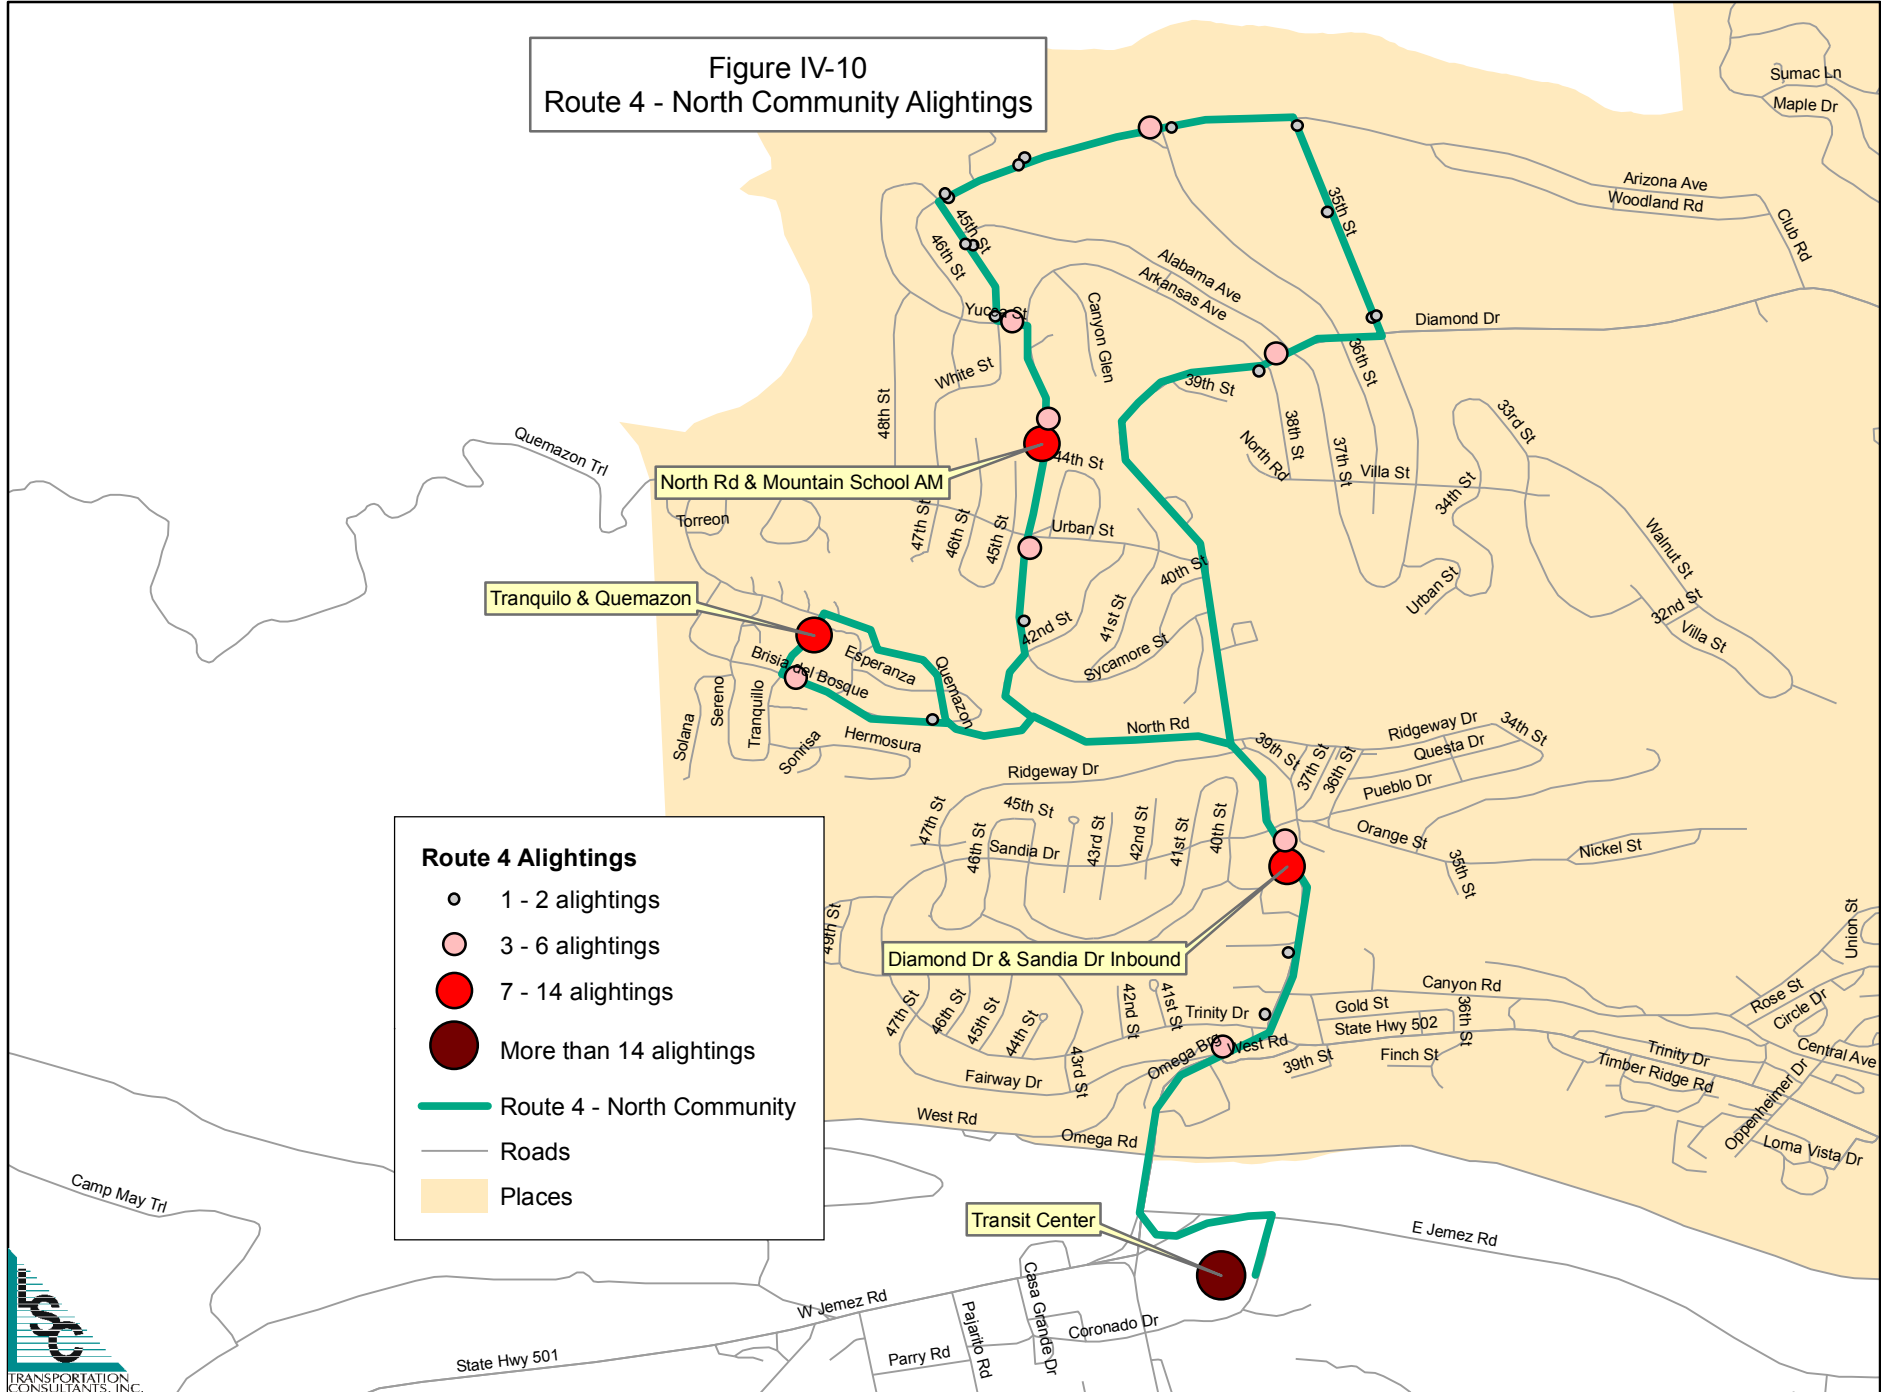 Figure IV-10
Route 4 - North Community Alightings
Sumac Ln
Maple Dr
Arizona Ave
Woodland Rd
Club Rd
35th St
45th St
46th St
Alabama Ave
Arkansas Ave
Canyon Glen
Yucca St
Diamond Dr
36th St
White St
39th St
48th St
38th St
33rd St
Quemazon Trl
North Rd
37th St
Villa St
34th St
North Rd & Mountain School AM
44th St
Torreon
47th St
46th St
45th St
Urban St
Walnut St
40th St
Urban St
Tranquilo & Quemazon
32nd St
Villa St
41st St
42nd St
Sycamore St
Brisia del Bosque
Esperanza
Quemazon
Solana
Sereno
Tranquillo
Sonrisa
Hermosura
North Rd
Ridgeway Dr
34th St
Questa Dr
39th St
37th St
36th St
Pueblo Dr
Ridgeway Dr
45th St
47th St
46th St
Sandia Dr
43rd St
42nd St
41st St
40th St
Orange St
35th St
Nickel St
49th St
Union St
Diamond Dr & Sandia Dr Inbound
Canyon Rd
Rose St
Circle Dr
47th St
46th St
45th St
44th St
43rd St
42nd St
41st St
Trinity Dr
Gold St
State Hwy 502
36th St
West Rd
Omega Brg
39th St
Finch St
Trinity Dr
Timber Ridge Rd
Central Ave
Oppenheimer Dr
Loma Vista Dr
Fairway Dr
West Rd
Omega Rd
Route 4 Alightings
1 - 2 alightings
3 - 6 alightings
7 - 14 alightings
More than 14 alightings
Route 4 - North Community
Roads
Places
Camp May Trl
Transit Center
E Jemez Rd
W Jemez Rd
Casa Grande Dr
Pajarito Rd
Coronado Dr
Parry Rd
State Hwy 501
LSC
TRANSPORTATION
CONSULTANTS, INC.